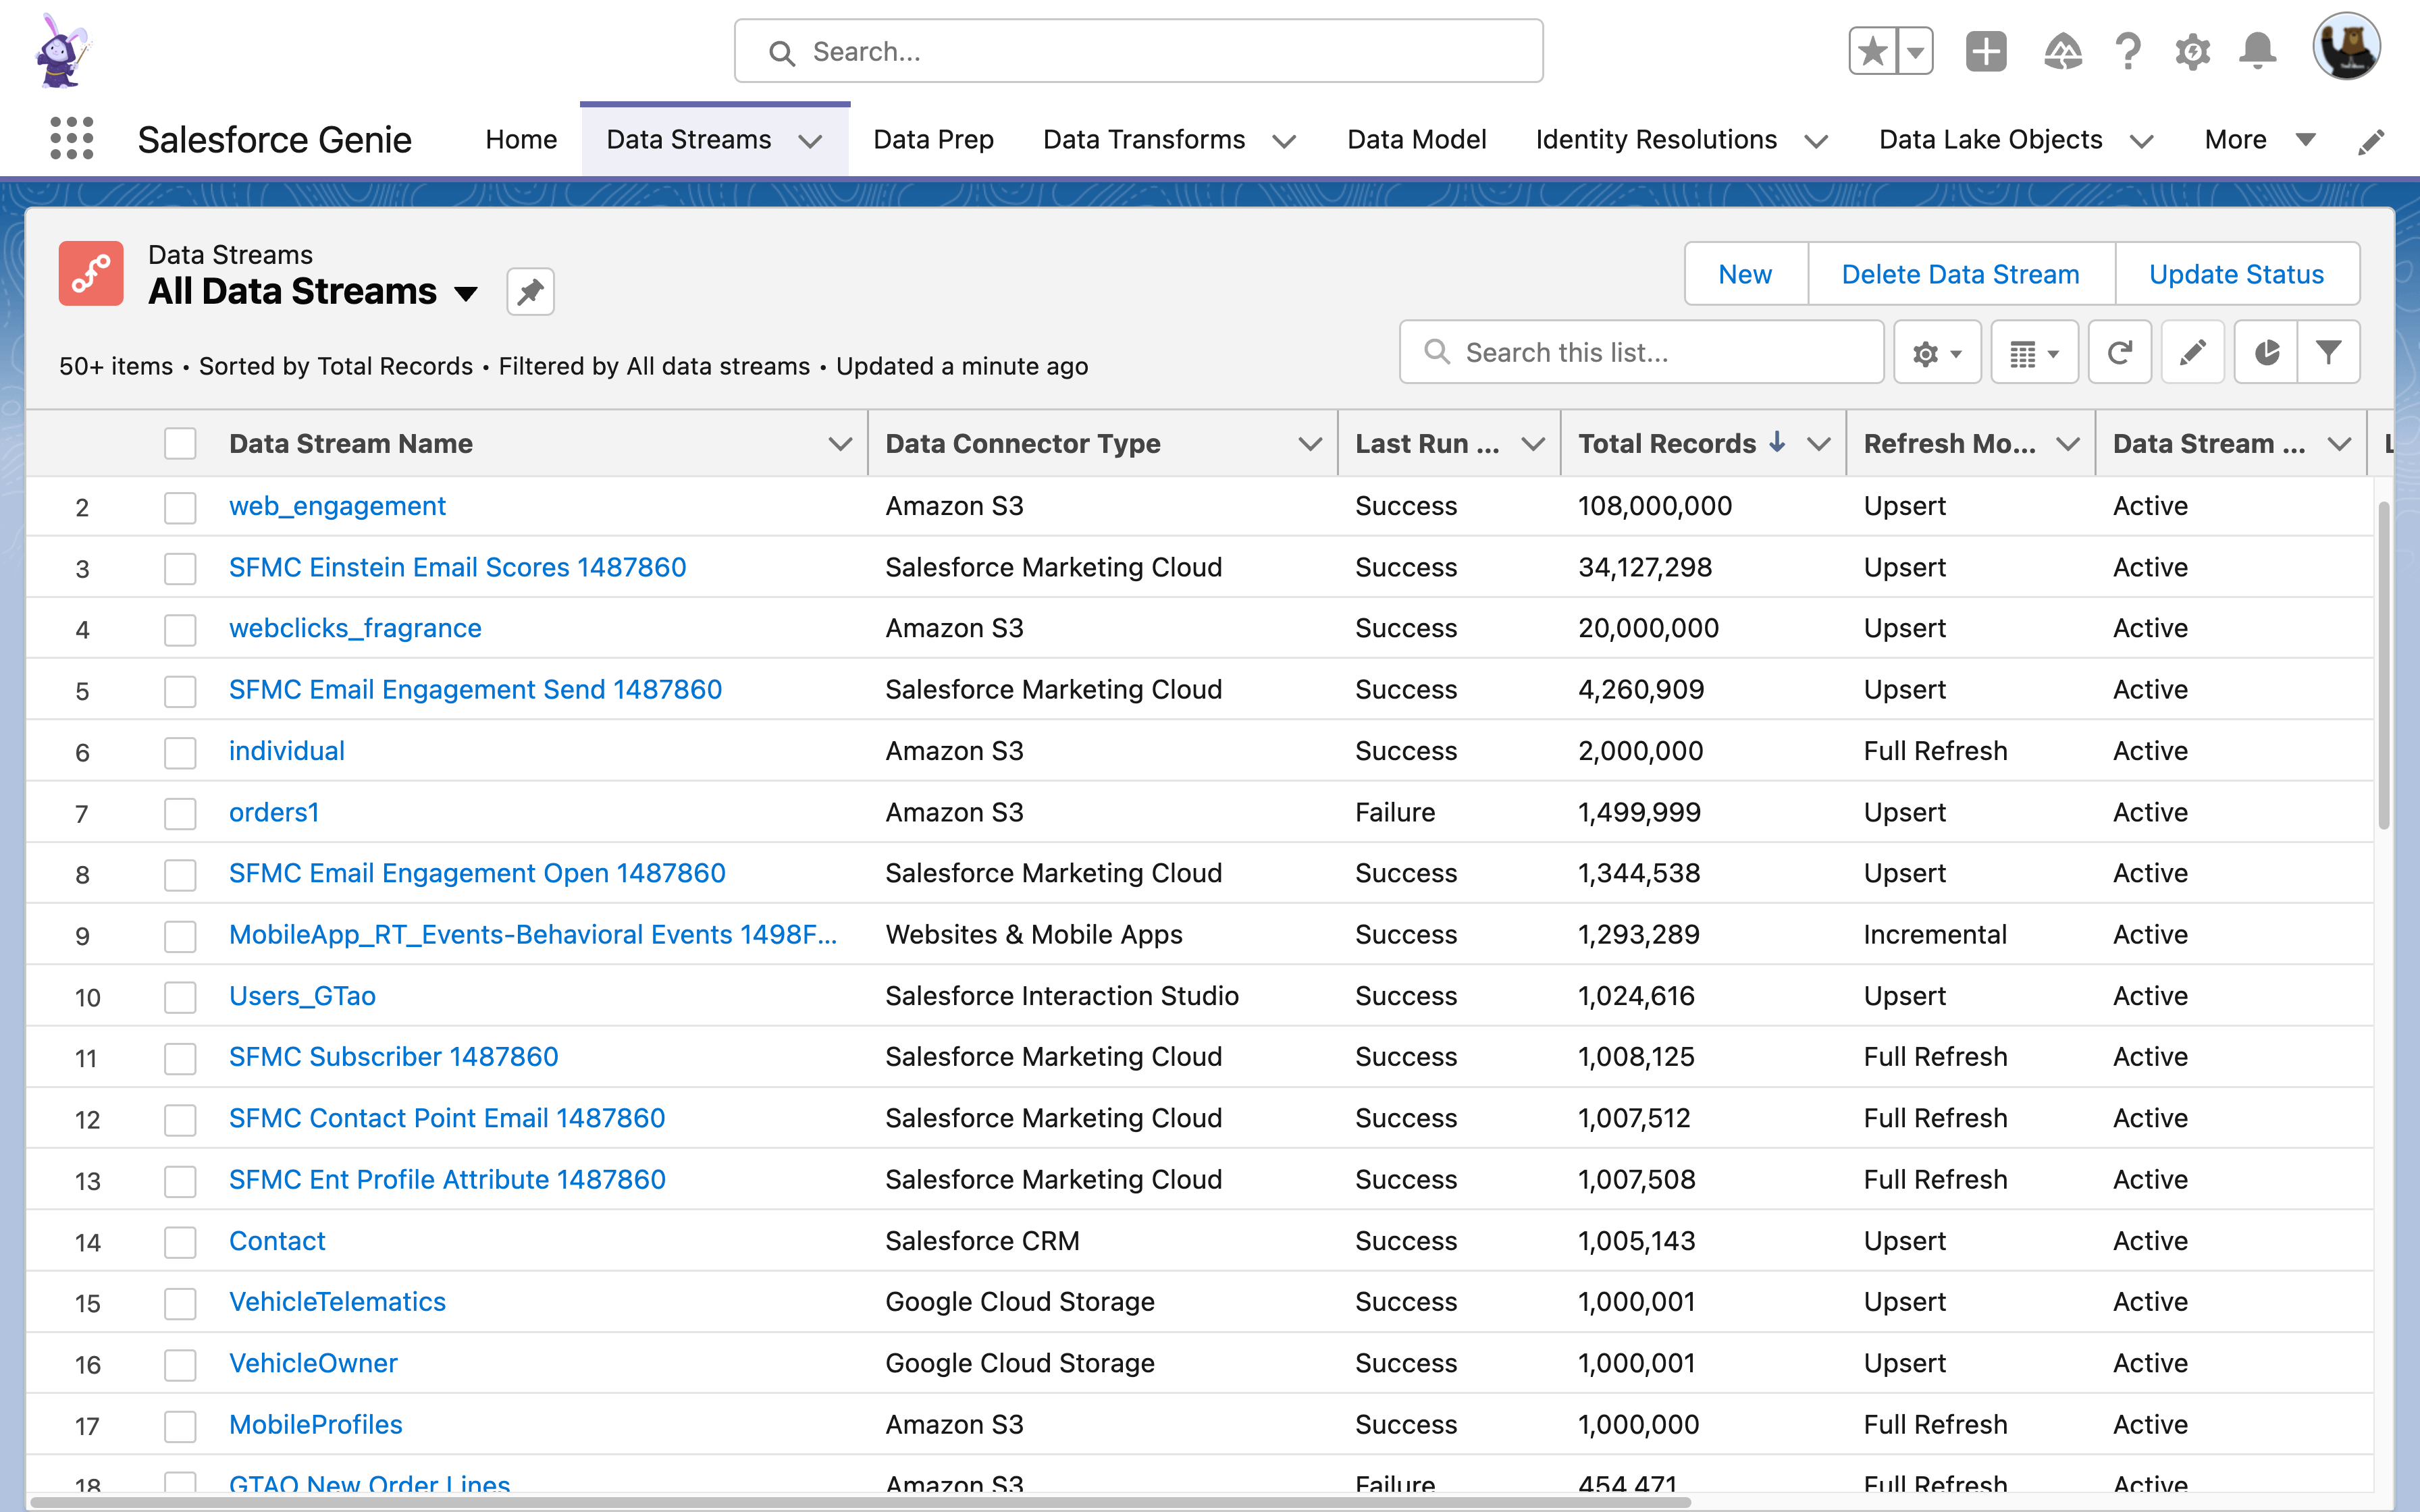 Search...
Salesforce Genie Home Data Streams Data Prep Data Transforms Data Model Identity Resolutions Data Lake Objects More
Data Streams
All Data Streams
New Delete Data Stream Update Status
50+ items • Sorted by Total Records • Filtered by All data streams • Updated a minute ago
Search this list...
Data Stream Name Data Connector Type Last Run ... Total Records Refresh Mo... Data Stream ...
2 web_engagement Amazon S3 Success 108,000,000 Upsert Active
3 SFMC Einstein Email Scores 1487860 Salesforce Marketing Cloud Success 34,127,298 Upsert Active
4 webclicks_fragrance Amazon S3 Success 20,000,000 Upsert Active
5 SFMC Email Engagement Send 1487860 Salesforce Marketing Cloud Success 4,260,909 Upsert Active
6 individual Amazon S3 Success 2,000,000 Full Refresh Active
7 orders1 Amazon S3 Failure 1,499,999 Upsert Active
8 SFMC Email Engagement Open 1487860 Salesforce Marketing Cloud Success 1,344,538 Upsert Active
9 MobileApp_RT_Events-Behavioral Events 1498F... Websites & Mobile Apps Success 1,293,289 Incremental Active
10 Users_GTao Salesforce Interaction Studio Success 1,024,616 Upsert Active
11 SFMC Subscriber 1487860 Salesforce Marketing Cloud Success 1,008,125 Full Refresh Active
12 SFMC Contact Point Email 1487860 Salesforce Marketing Cloud Success 1,007,512 Full Refresh Active
13 SFMC Ent Profile Attribute 1487860 Salesforce Marketing Cloud Success 1,007,508 Full Refresh Active
14 Contact Salesforce CRM Success 1,005,143 Upsert Active
15 VehicleTelematics Google Cloud Storage Success 1,000,001 Upsert Active
16 VehicleOwner Google Cloud Storage Success 1,000,001 Upsert Active
17 MobileProfiles Amazon S3 Success 1,000,000 Full Refresh Active
18 GTAO New Order Lines Amazon S3 Failure 454,471 Full Refresh Active